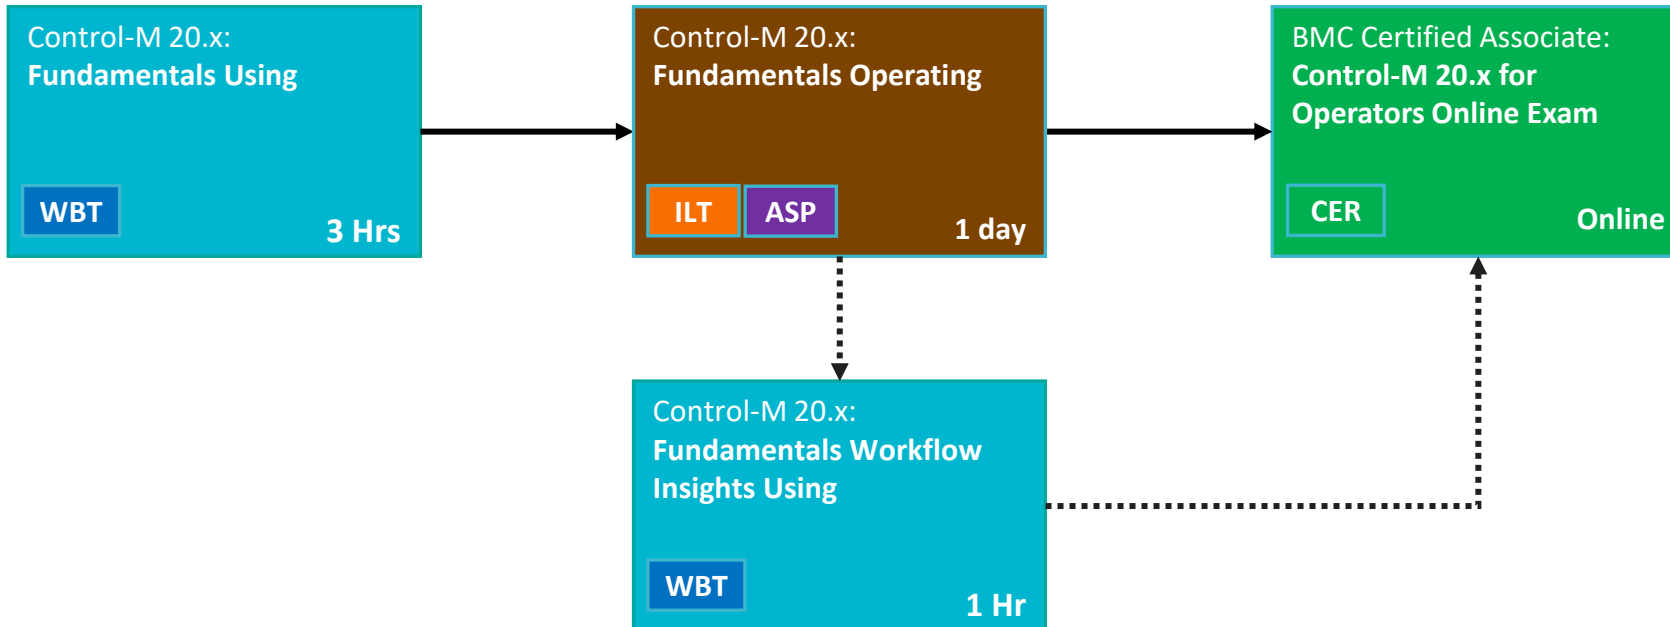 Control-M 20.x:
Fundamentals Using
WBT
3 Hrs
Control-M 20.x:
Fundamentals Operating
ILT
ASP
1 day
BMC Certified Associate:
Control-M 20.x for
Operators Online Exam
CER
Online
Control-M 20.x:
Fundamentals Workflow
Insights Using
WBT
1 Hr